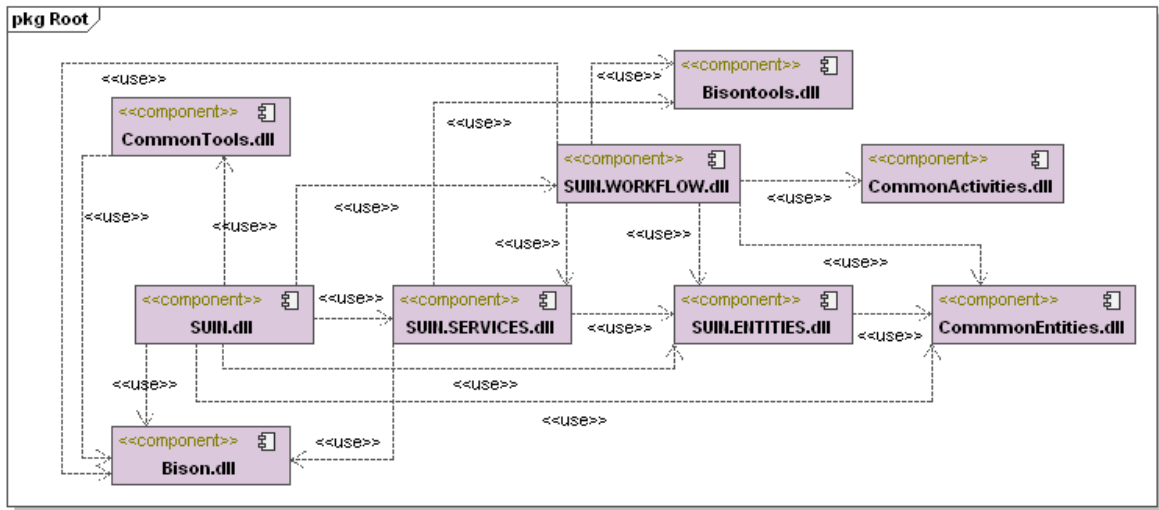 pkg Root
<<use>>
<<component>>
CommonTools.dll
<<use>>
<<component>>
Bisontools.dll
<<use>>
<<component>>
SUIN.WORKFLOW.dll
<<component>>
CommonActivities.dll
<<use>>
<<use>>
<<use>>
<<use>>
<<use>>
<<use>>
<<use>>
<<use>>
<<component>>
SUIN.dll
<<use>>
<<component>>
SUIN.SERVICES.dll
<<use>>
<<component>>
SUIN.ENTITIES.dll
<<use>>
<<component>>
CommmonEntities.dll
<<use>>
<<use>>
<<use>>
<<use>>
<<component>>
Bison.dll